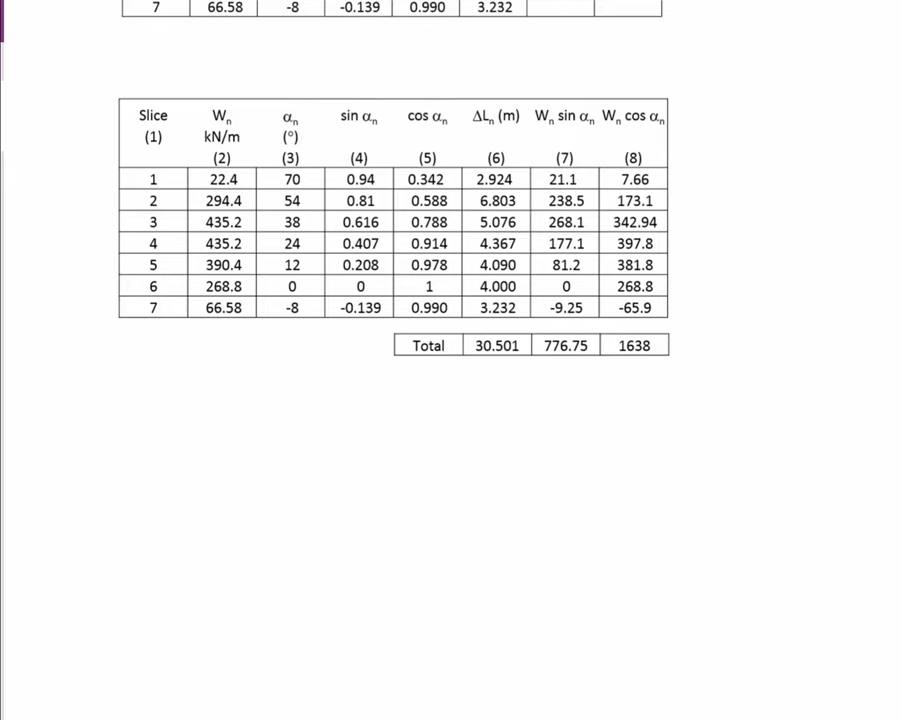 7 66.58 -8 -0.139 0.990 3.232
Slice Wn αn sin αn cos αn ΔLn (m) Wn sin αn Wn cos αn
(1) kN/m (°)
(2) (3) (4) (5) (6) (7) (8)
1 22.4 70 0.94 0.342 2.924 21.1 7.66
2 294.4 54 0.81 0.588 6.803 238.5 173.1
3 435.2 38 0.616 0.788 5.076 268.1 342.94
4 435.2 24 0.407 0.914 4.367 177.1 397.8
5 390.4 12 0.208 0.978 4.090 81.2 381.8
6 268.8 0 0 1 4.000 0 268.8
7 66.58 -8 -0.139 0.990 3.232 -9.25 -65.9
Total 30.501 776.75 1638